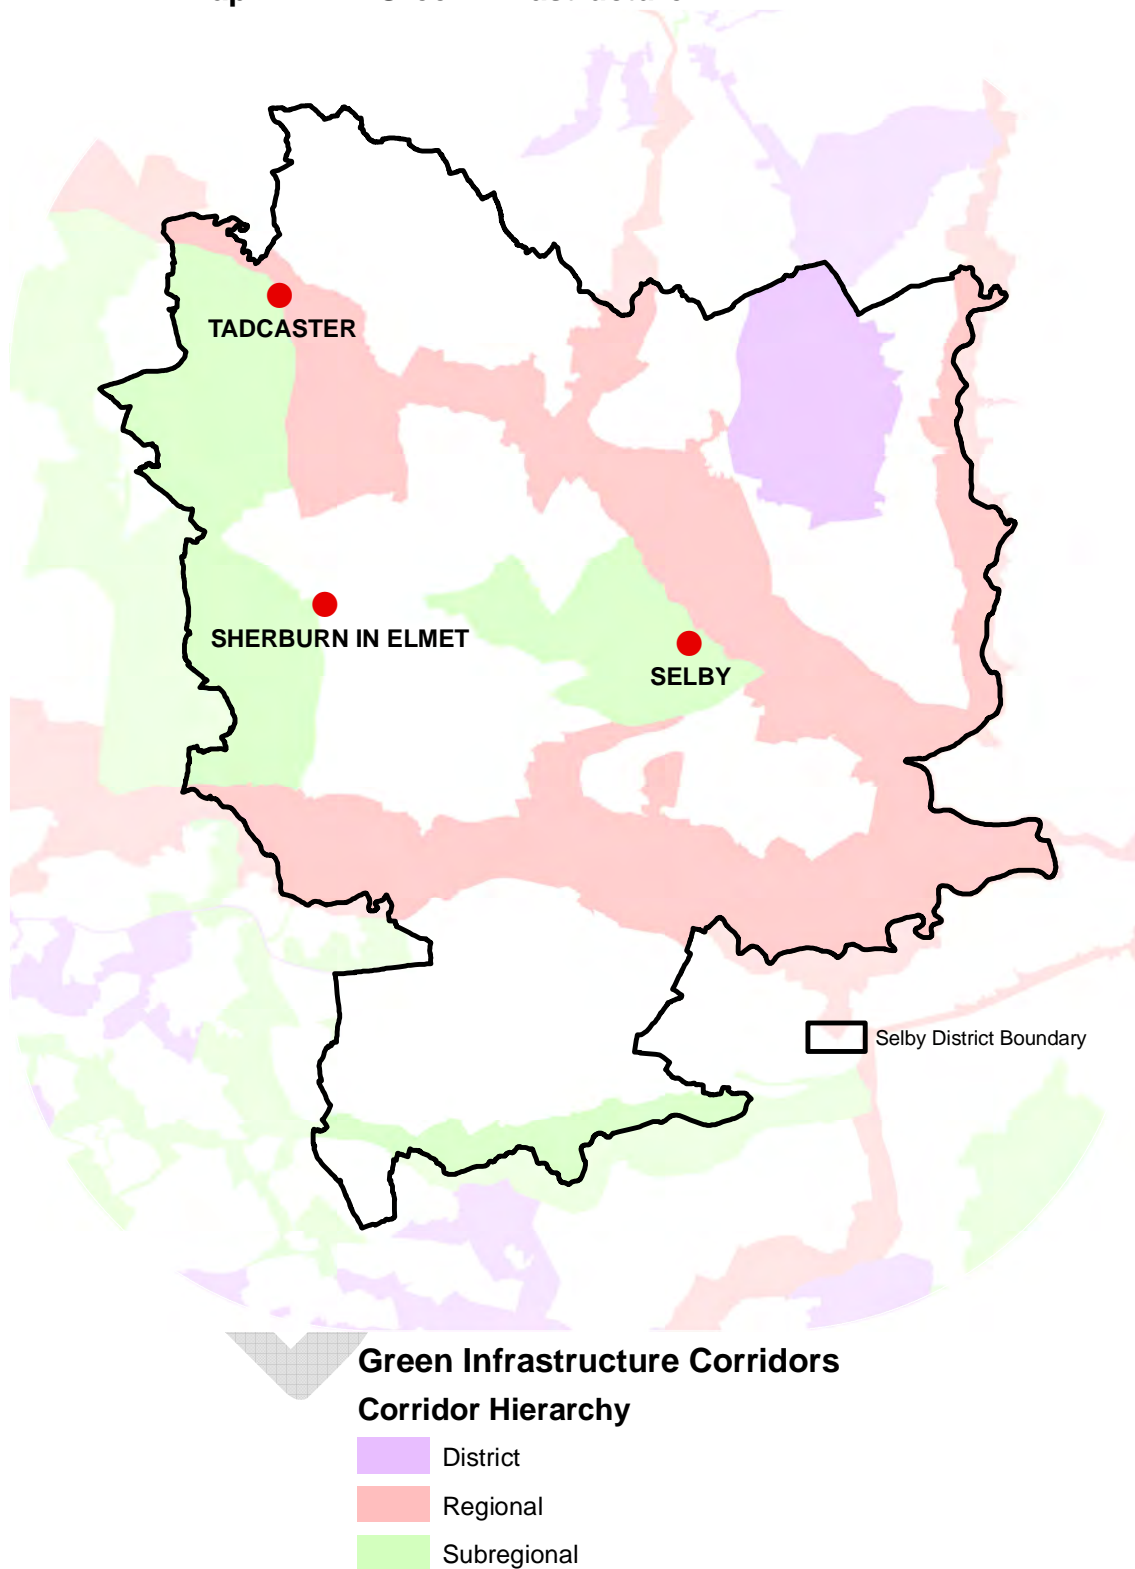 TADCASTER
SHERBURN IN ELMET
SELBY
Selby District Boundary
Green Infrastructure Corridors
Corridor Hierarchy
District
Regional
Subregional